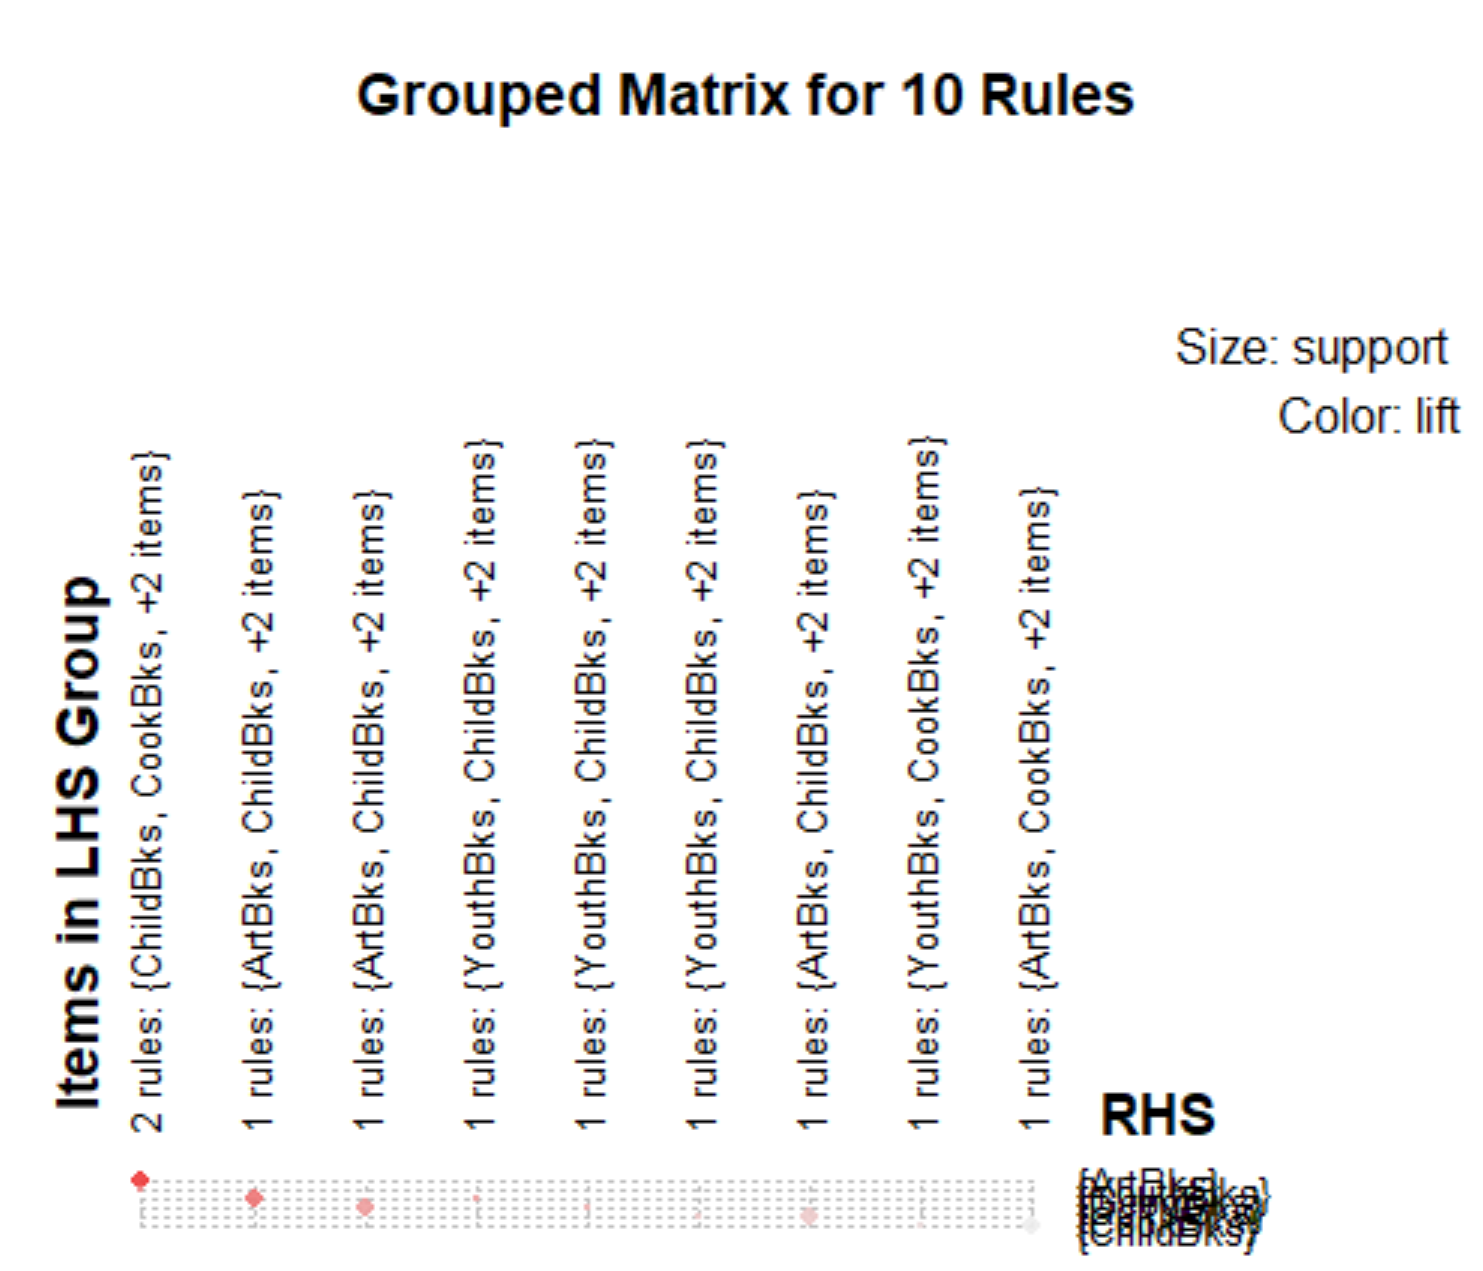 Grouped Matrix for 10 Rules
Size: support
Color: lift
Items in LHS Group
2 rules: {ChildBks, CookBks, +2 items}
1 rules: {ArtBks, ChildBks, +2 items}
1 rules: {ArtBks, ChildBks, +2 items}
1 rules: {YouthBks, ChildBks, +2 items}
1 rules: {YouthBks, ChildBks, +2 items}
1 rules: {YouthBks, ChildBks, +2 items}
1 rules: {ArtBks, ChildBks, +2 items}
1 rules: {YouthBks, CookBks, +2 items}
1 rules: {ArtBks, CookBks, +2 items}
RHS
{ArtBks}
{ChildBks}